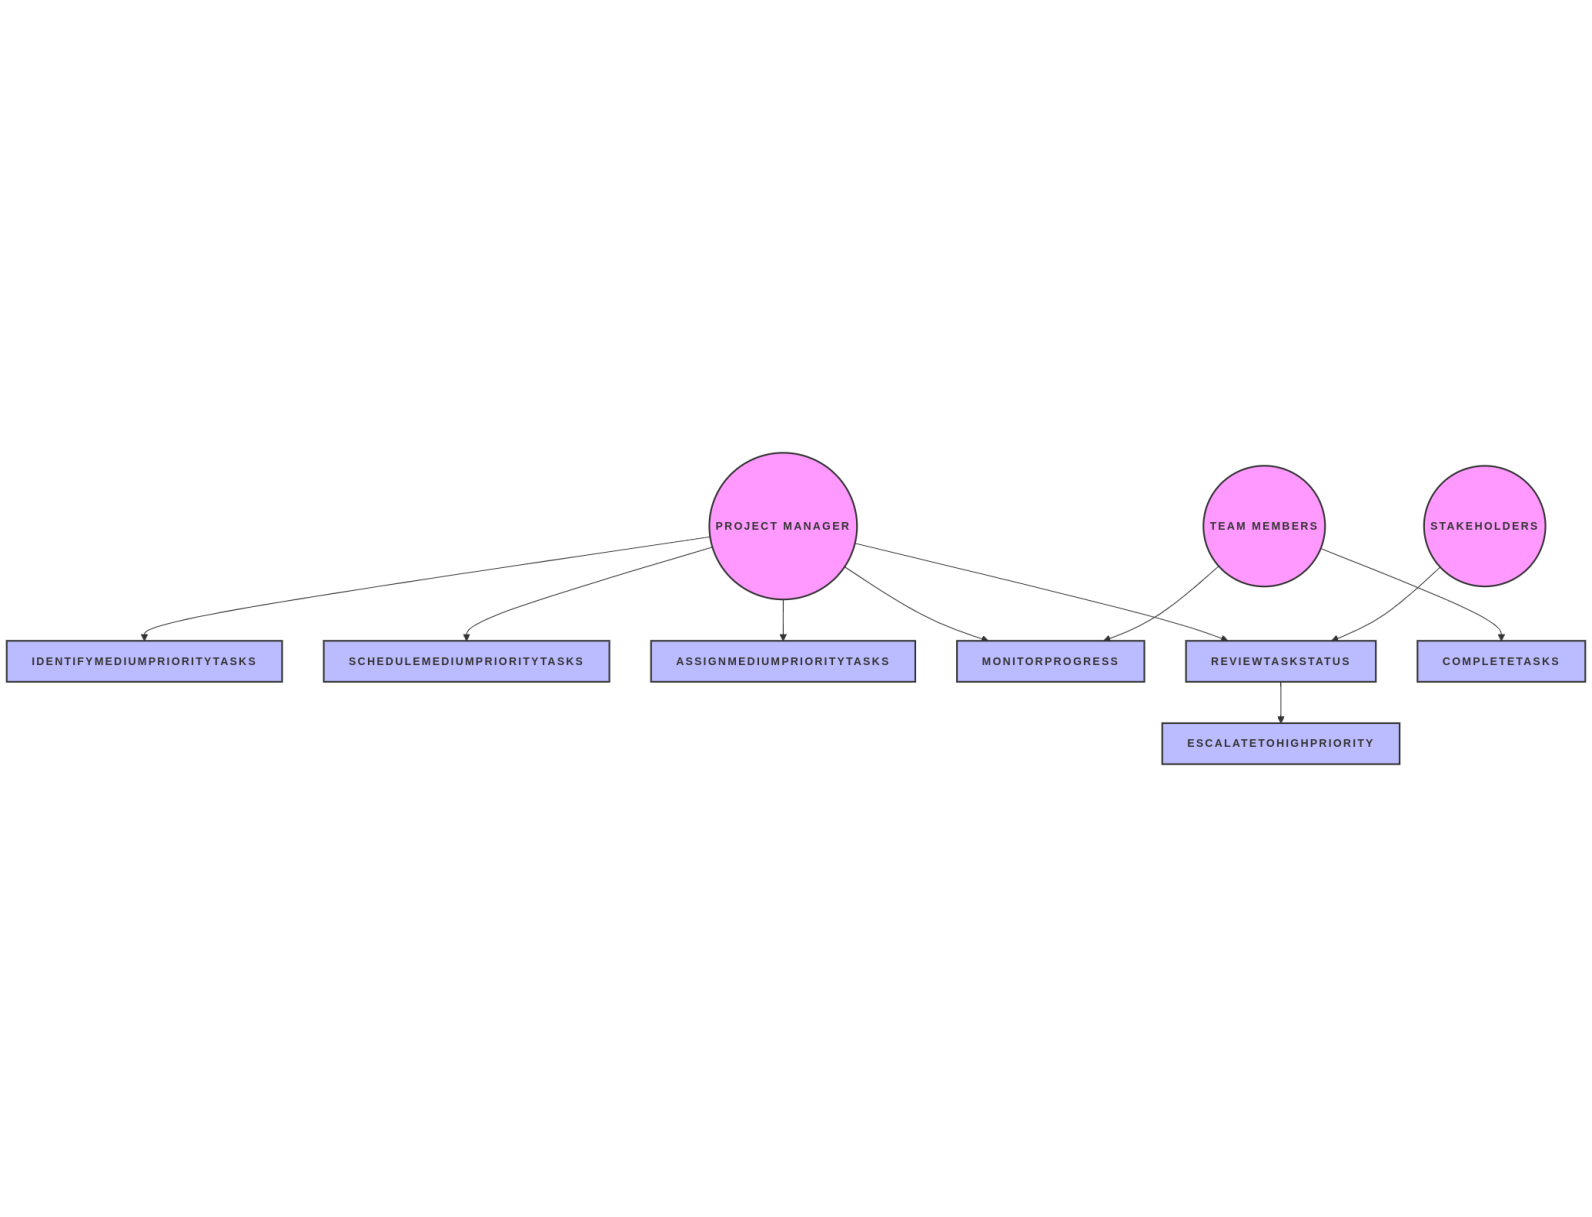 PROJECT MANAGER
TEAM MEMBERS
STAKEHOLDERS
IDENTIFYMEDIUMPRIORITYTASKS
SCHEDULEMEDIUMPRIORITYTASKS
ASSIGNMEDIUMPRIORITYTASKS
MONITORPROGRESS
REVIEWTASKSTATUS
COMPLETETASKS
ESCALATETOHIGHPRIORITY